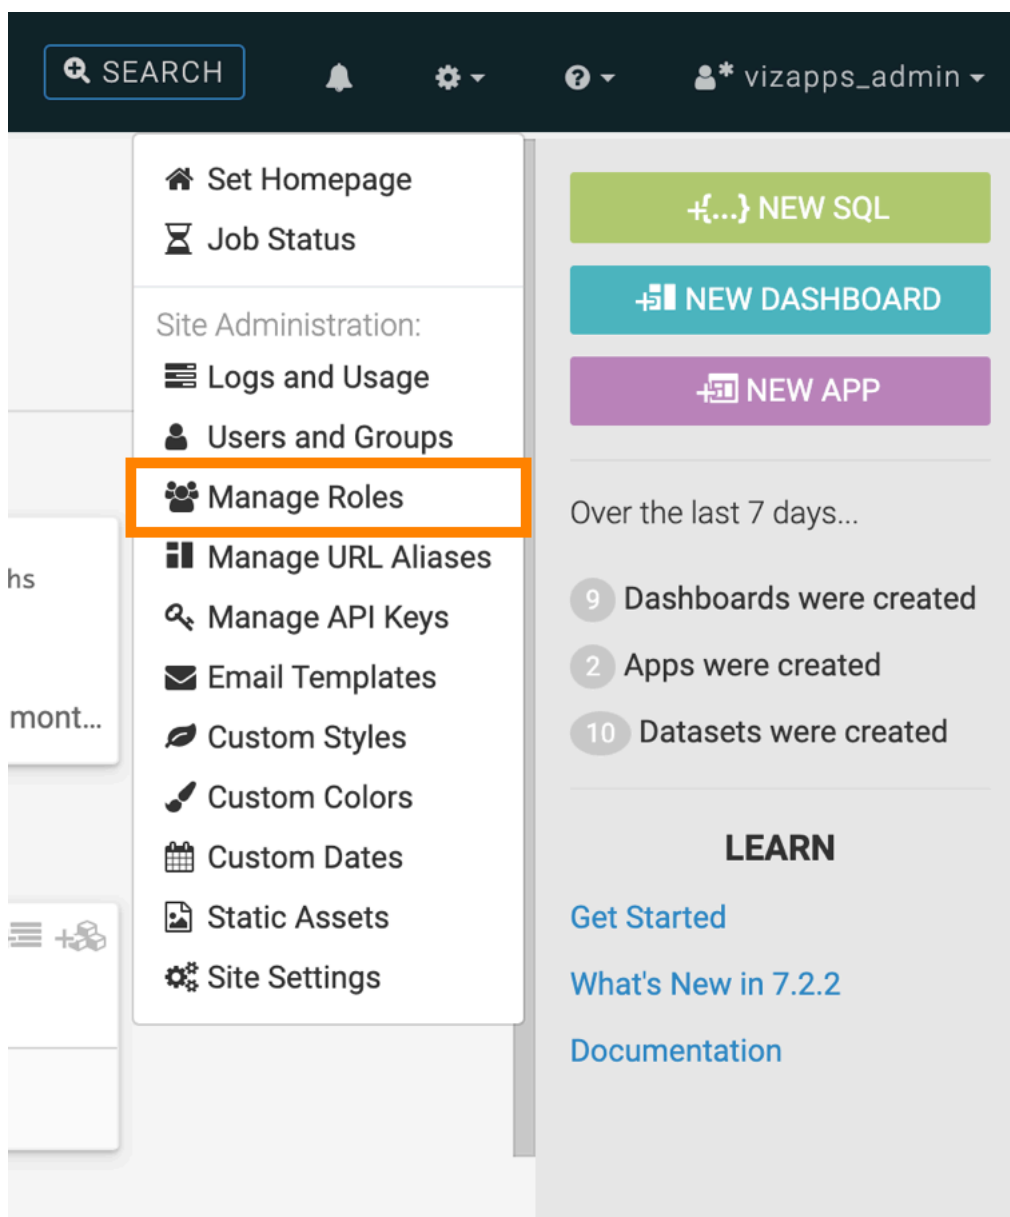 SEARCH
vizapps_admin
Set Homepage
Job Status
Site Administration:
Logs and Usage
Users and Groups
Manage Roles
Manage URL Aliases
Manage API Keys
Email Templates
Custom Styles
Custom Colors
Custom Dates
Static Assets
Site Settings
hs
mont...
+{...} NEW SQL
NEW DASHBOARD
NEW APP
Over the last 7 days...
9 Dashboards were created
2 Apps were created
10 Datasets were created
LEARN
Get Started
What's New in 7.2.2
Documentation